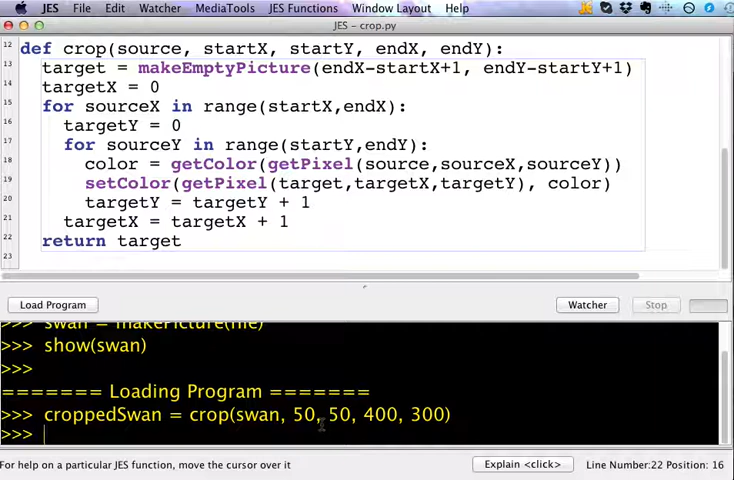 JES File Edit Watcher MediaTools JES Functions Window Layout Help
JES - crop.py
12 def crop(source, startX, startY, endX, endY):
13 target = makeEmptyPicture(endX-startX+1, endY-startY+1)
14 targetX = 0
15 for sourceX in range(startX,endX):
16 targetY = 0
17 for sourceY in range(startY,endY):
18 color = getColor(getPixel(source,sourceX,sourceY))
19 setColor(getPixel(target,targetX,targetY), color)
20 targetY = targetY + 1
21 targetX = targetX + 1
22 return target
23
Load Program Watcher Stop
>>> swan = makePicture(file)
>>> show(swan)
>>>
======= Loading Program =======
>>> croppedSwan = crop(swan, 50, 50, 400, 300)
>>>
For help on a particular JES function, move the cursor over it Explain <click> Line Number:22 Position: 16